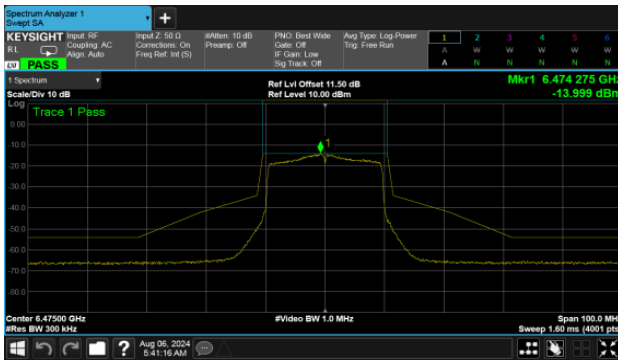 Spectrum Analyzer 1
Swept SA
+
KEYSIGHT
RL
LXI PASS
Input: RF
Coupling: AC
Align: Auto
Input Z: 50 Ω
Corrections: On
Freq Ref: Int (S)
#Atten: 10 dB
Preamp: Off
PNO: Best Wide
Gate: Off
IF Gain: Low
Sig Track: Off
Avg Type: Log-Power
Trig: Free Run
1 2 3 4 5 6
A W W W W W
A N N N N N
1 Spectrum
Scale/Div 10 dB
Ref Lvl Offset 11.50 dB
Ref Level 10.00 dBm
Mkr1 6.474 275 GHz
-13.999 dBm
Log
Trace 1 Pass
1
0.00
-10.0
-20.0
-30.0
-40.0
-50.0
-60.0
-70.0
-80.0
Center 6.47500 GHz
#Res BW 300 kHz
#Video BW 1.0 MHz
Span 100.0 MHz
Sweep 1.60 ms (4001 pts)
?
Aug 06, 2024
5:41:16 AM